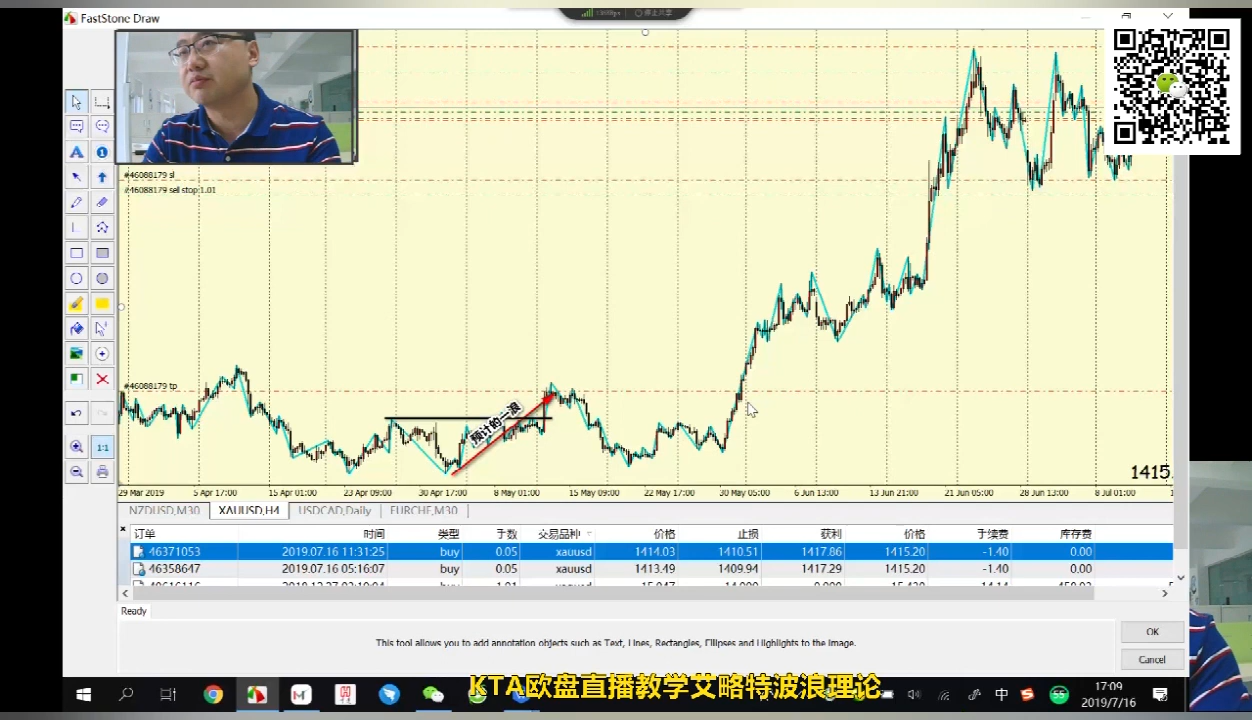 FastStone Draw
停止共享
#46088179 sl
#46088179 sell stop 1.01
#46088179 tp
预计的一浪
1415.
29 Mar 2019 5 Apr 17:00 15 Apr 01:00 23 Apr 09:00 30 Apr 17:00 8 May 01:00 15 May 09:00 22 May 17:00 30 May 05:00 6 Jun 13:00 13 Jun 21:00 21 Jun 05:00 28 Jun 13:00 8 Jul 01:00
NZDUSD,M30 XAUUSD,H4 USDCAD,Daily EURCHF,M30
订单 时间 类型 手数 交易品种 价格 止损 获利 价格 手续费 库存费
46371053 2019.07.16 11:31:25 buy 0.05 xauusd 1414.03 1410.51 1417.86 1415.20 -1.40 0.00
46358647 2019.07.16 05:16:07 buy 0.05 xauusd 1413.49 1409.94 1417.29 1415.20 -1.40 0.00
Ready
This tool allows you to add annotation objects such as Text, Lines, Rectangles, Ellipses and Highlights to the image.
OK
Cancel
KTA欧盘直播教学艾略特波浪理论
中
17:09
2019/7/16